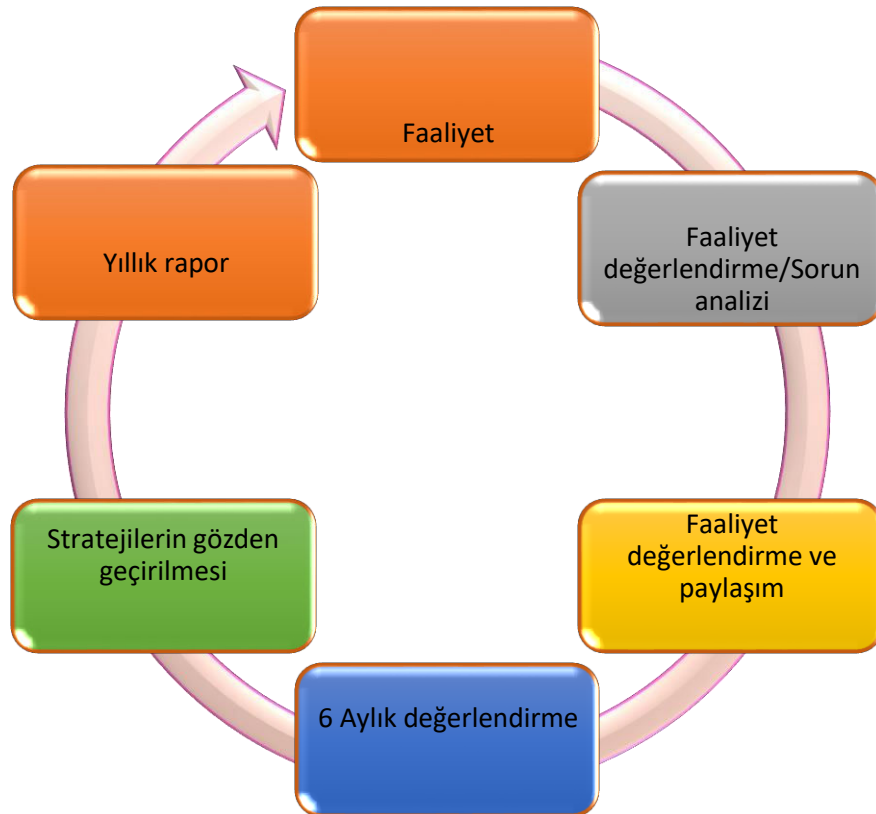 Faaliyet
Faaliyet
değerlendirme/Sorun
analizi
Faaliyet
değerlendirme ve
paylaşım
6 Aylık değerlendirme
Stratejilerin gözden
geçirilmesi
Yıllık rapor